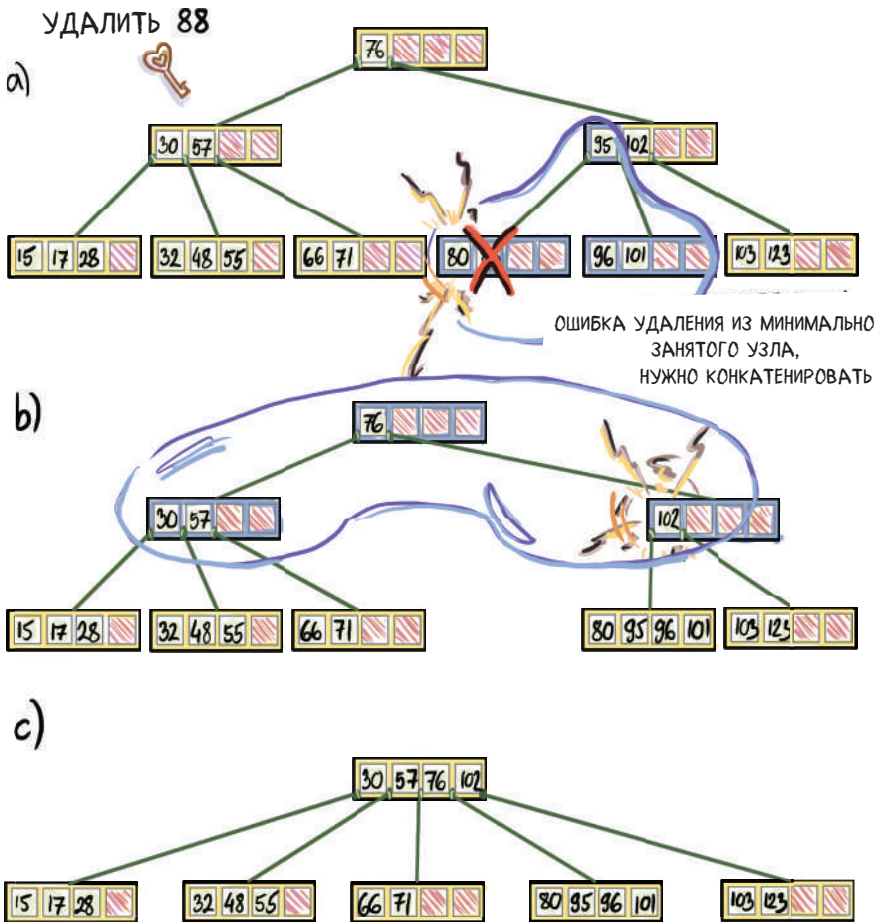 УДАЛИТЬ 88
a)
76
30 57
95 102
15 17 28
32 48 55
66 71
80
96 101
103 123
ОШИБКА УДАЛЕНИЯ ИЗ МИНИМАЛЬНО
ЗАНЯТОГО УЗЛА,
НУЖНО КОНКАТЕНИРОВАТЬ
b)
76
30 57
102
15 17 28
32 48 55
66 71
80 95 96 101
103 123
c)
30 57 76 102
15 17 28
32 48 55
66 71
80 95 96 101
103 123